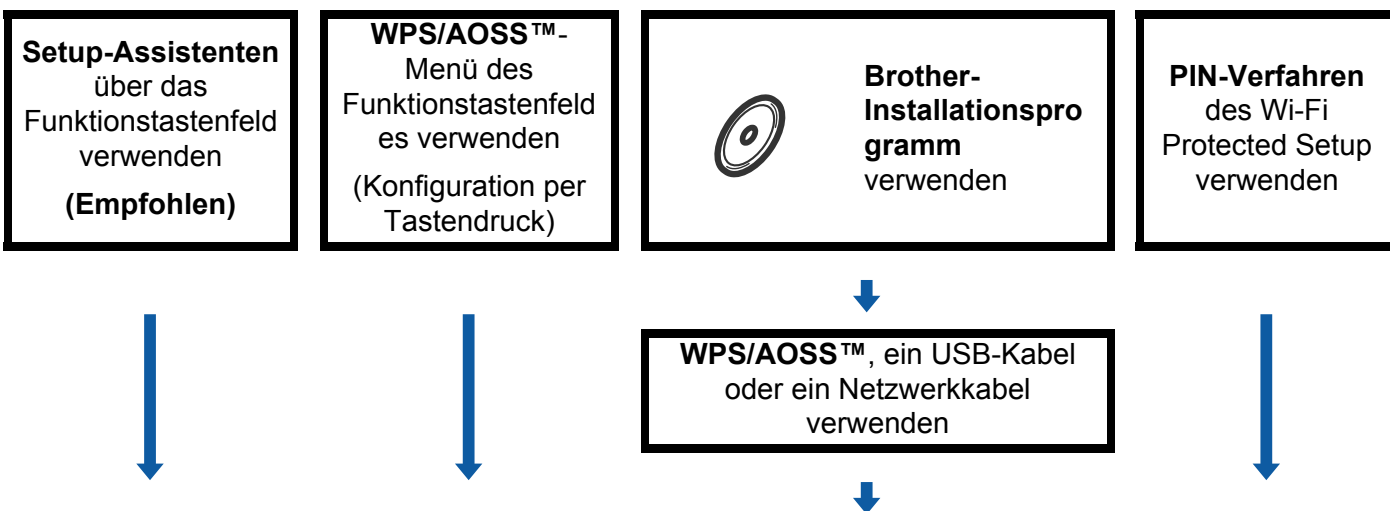 Setup-Assistenten
über das
Funktionstastenfeld
verwenden
(Empfohlen)
WPS/AOSS™-
Menü des
Funktionstastenfeld
es verwenden
(Konfiguration per
Tastendruck)
Brother-
Installationspro
gramm
verwenden
PIN-Verfahren
des Wi-Fi
Protected Setup
verwenden
WPS/AOSS™, ein USB-Kabel
oder ein Netzwerkkabel
verwenden